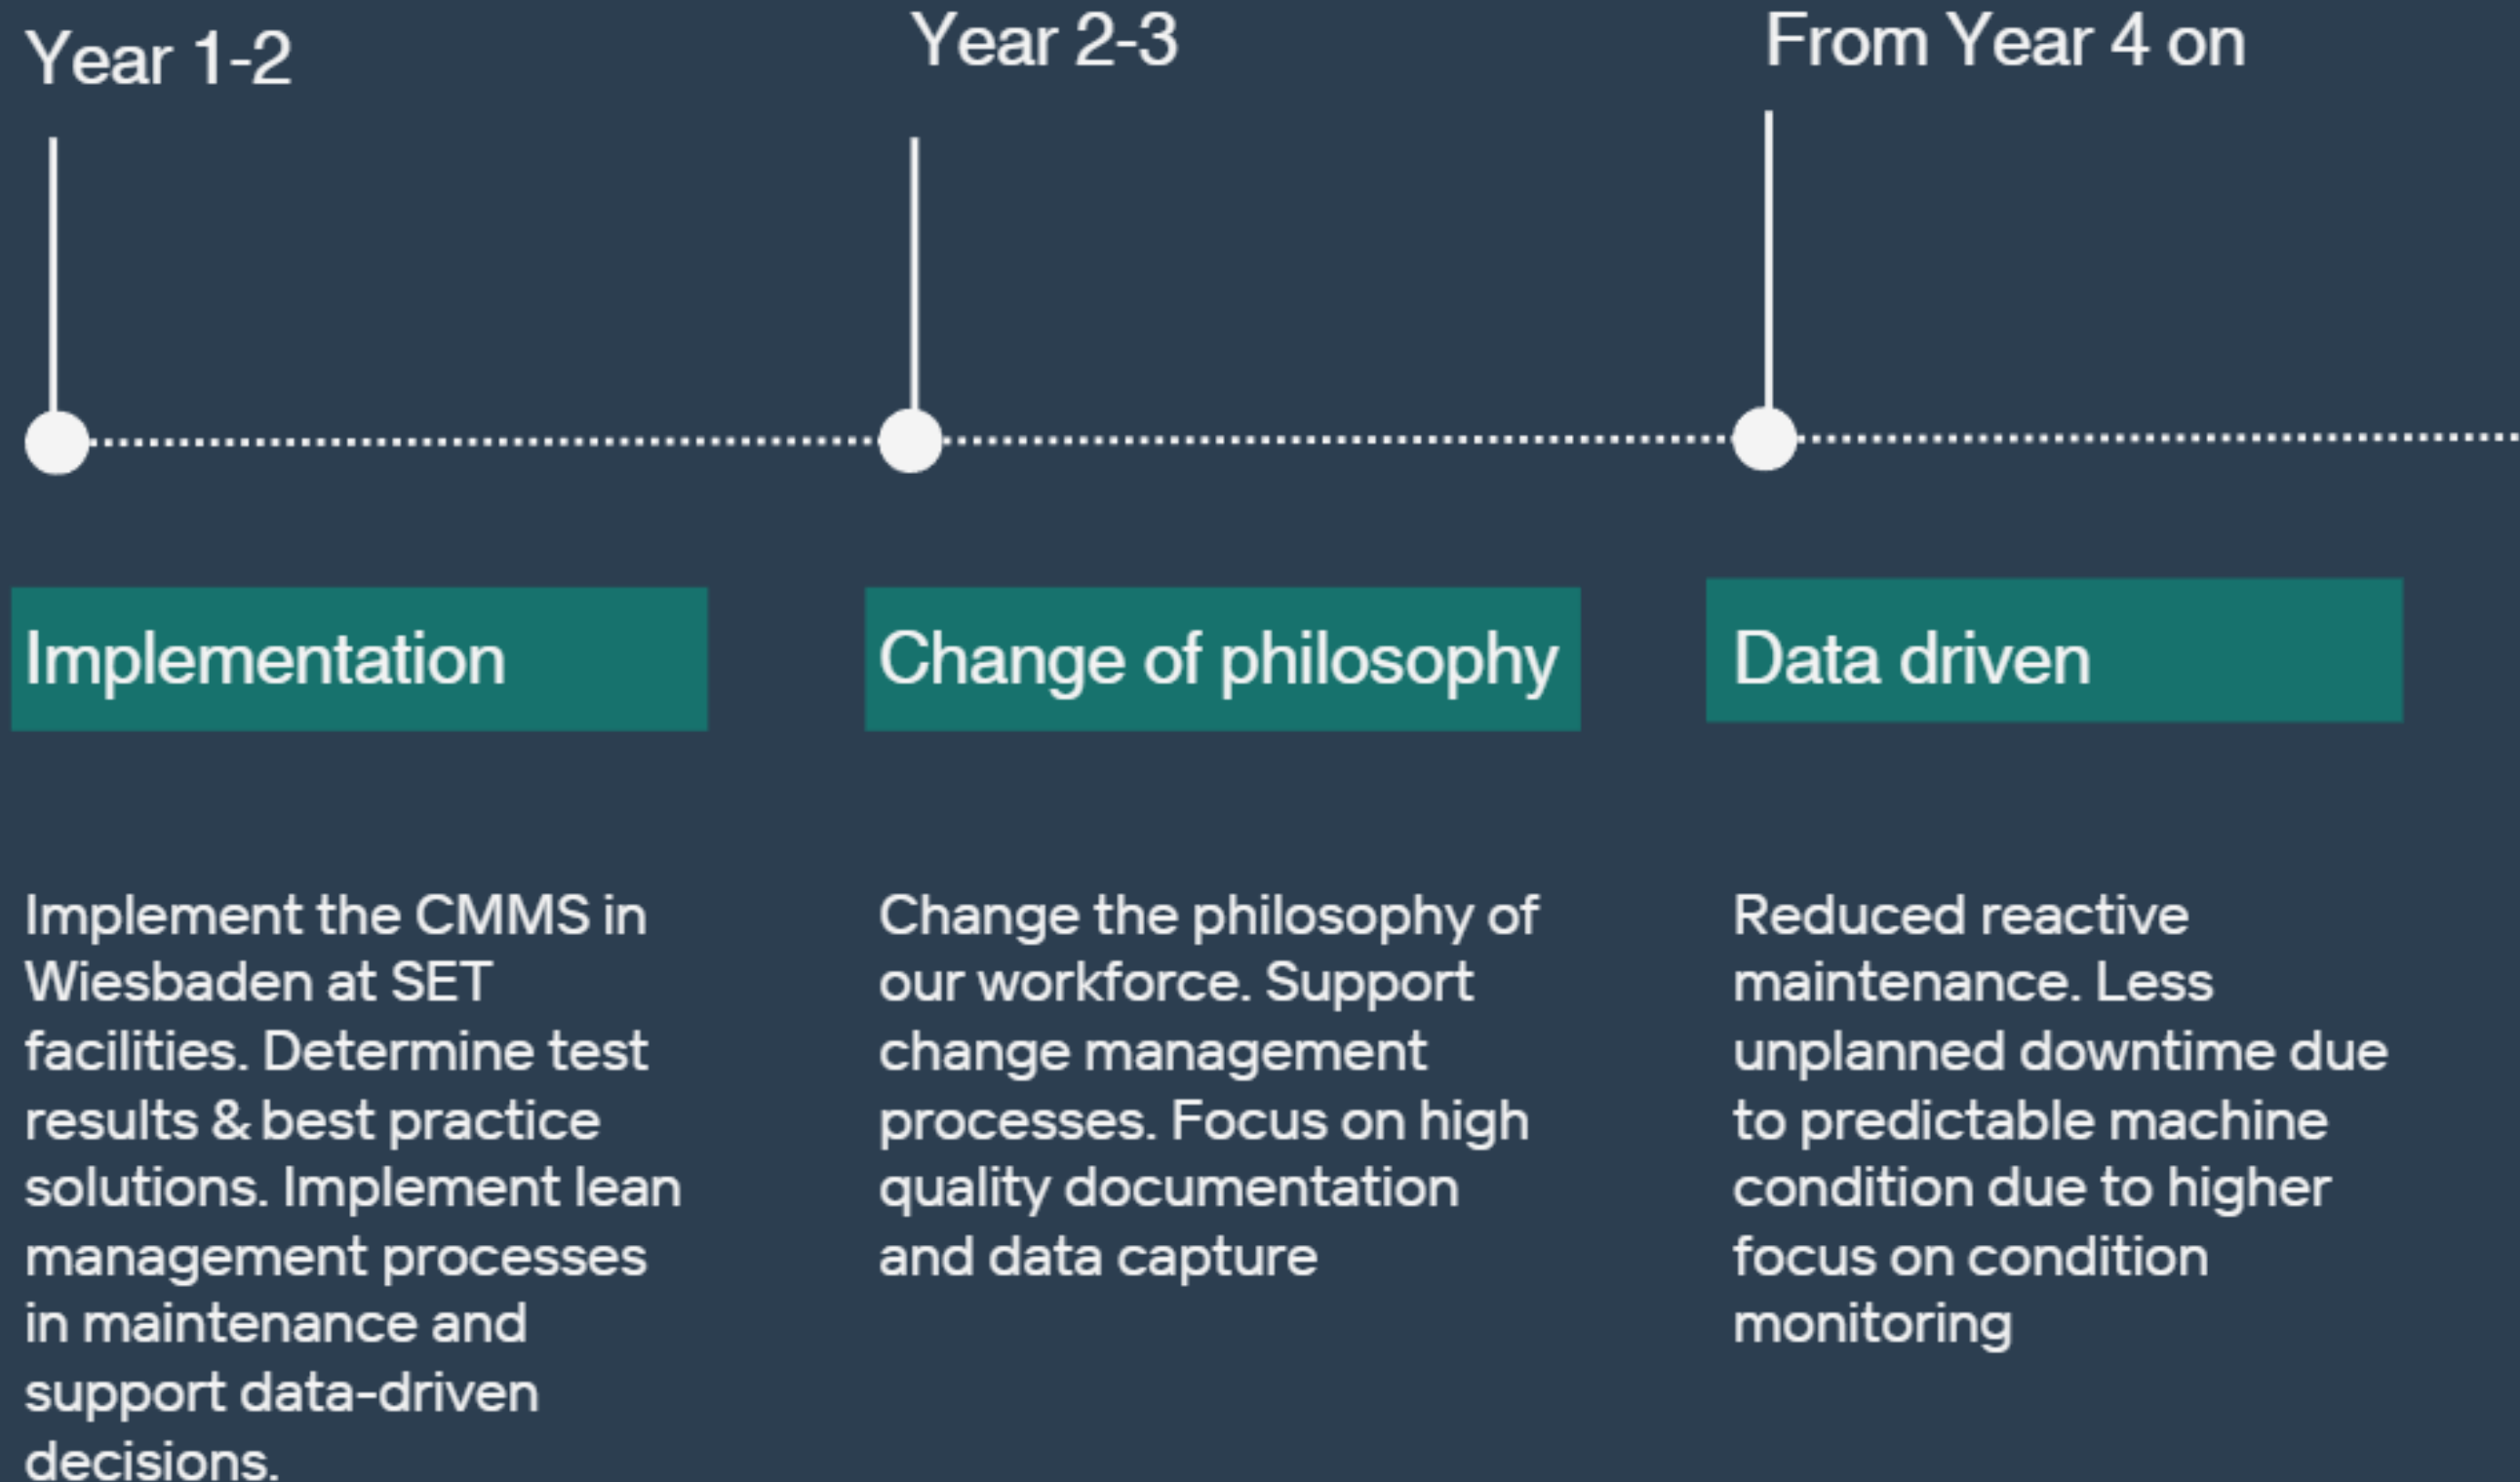 Year 1-2
Year 2-3
From Year 4 on
Implementation
Change of philosophy
Data driven
Implement the CMMS in
Wiesbaden at SET
facilities. Determine test
results & best practice
solutions. Implement lean
management processes
in maintenance and
support data-driven
decisions.
Change the philosophy of
our workforce. Support
change management
processes. Focus on high
quality documentation
and data capture
Reduced reactive
maintenance. Less
unplanned downtime due
to predictable machine
condition due to higher
focus on condition
monitoring